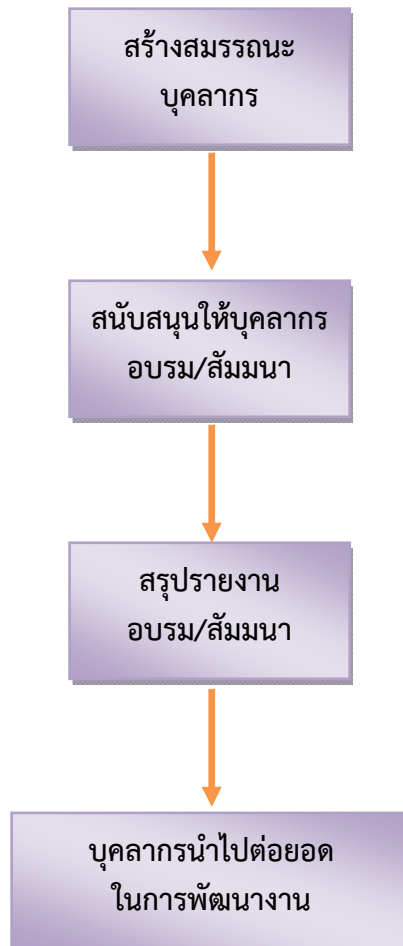 สร้างสมรรถนะ
บุคลากร
สนับสนุนให้บุคลากร
อบรม/สัมมนา
สรุปรายงาน
อบรม/สัมมนา
บุคลากรนำไปต่อยอด
ในการพัฒนางาน